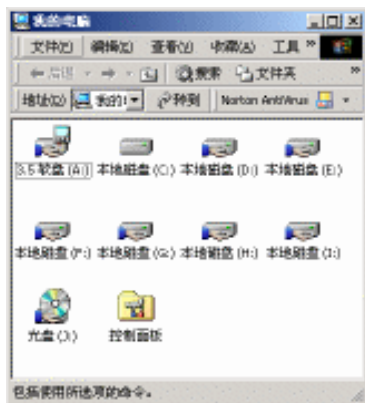 我的电脑
文件(F) 编辑(E) 查看(V) 收藏(A) 工具 »
后退 搜索 文件夹 »
地址(D) 我的 转到 Norton AntiVirus
3.5 软盘 (A:) 本地磁盘 (C:) 本地磁盘 (D:) 本地磁盘 (E:)
本地磁盘 (F:) 本地磁盘 (G:) 本地磁盘 (H:) 本地磁盘 (I:)
光盘 (J:) 控制面板
包括使用所选项的命令。